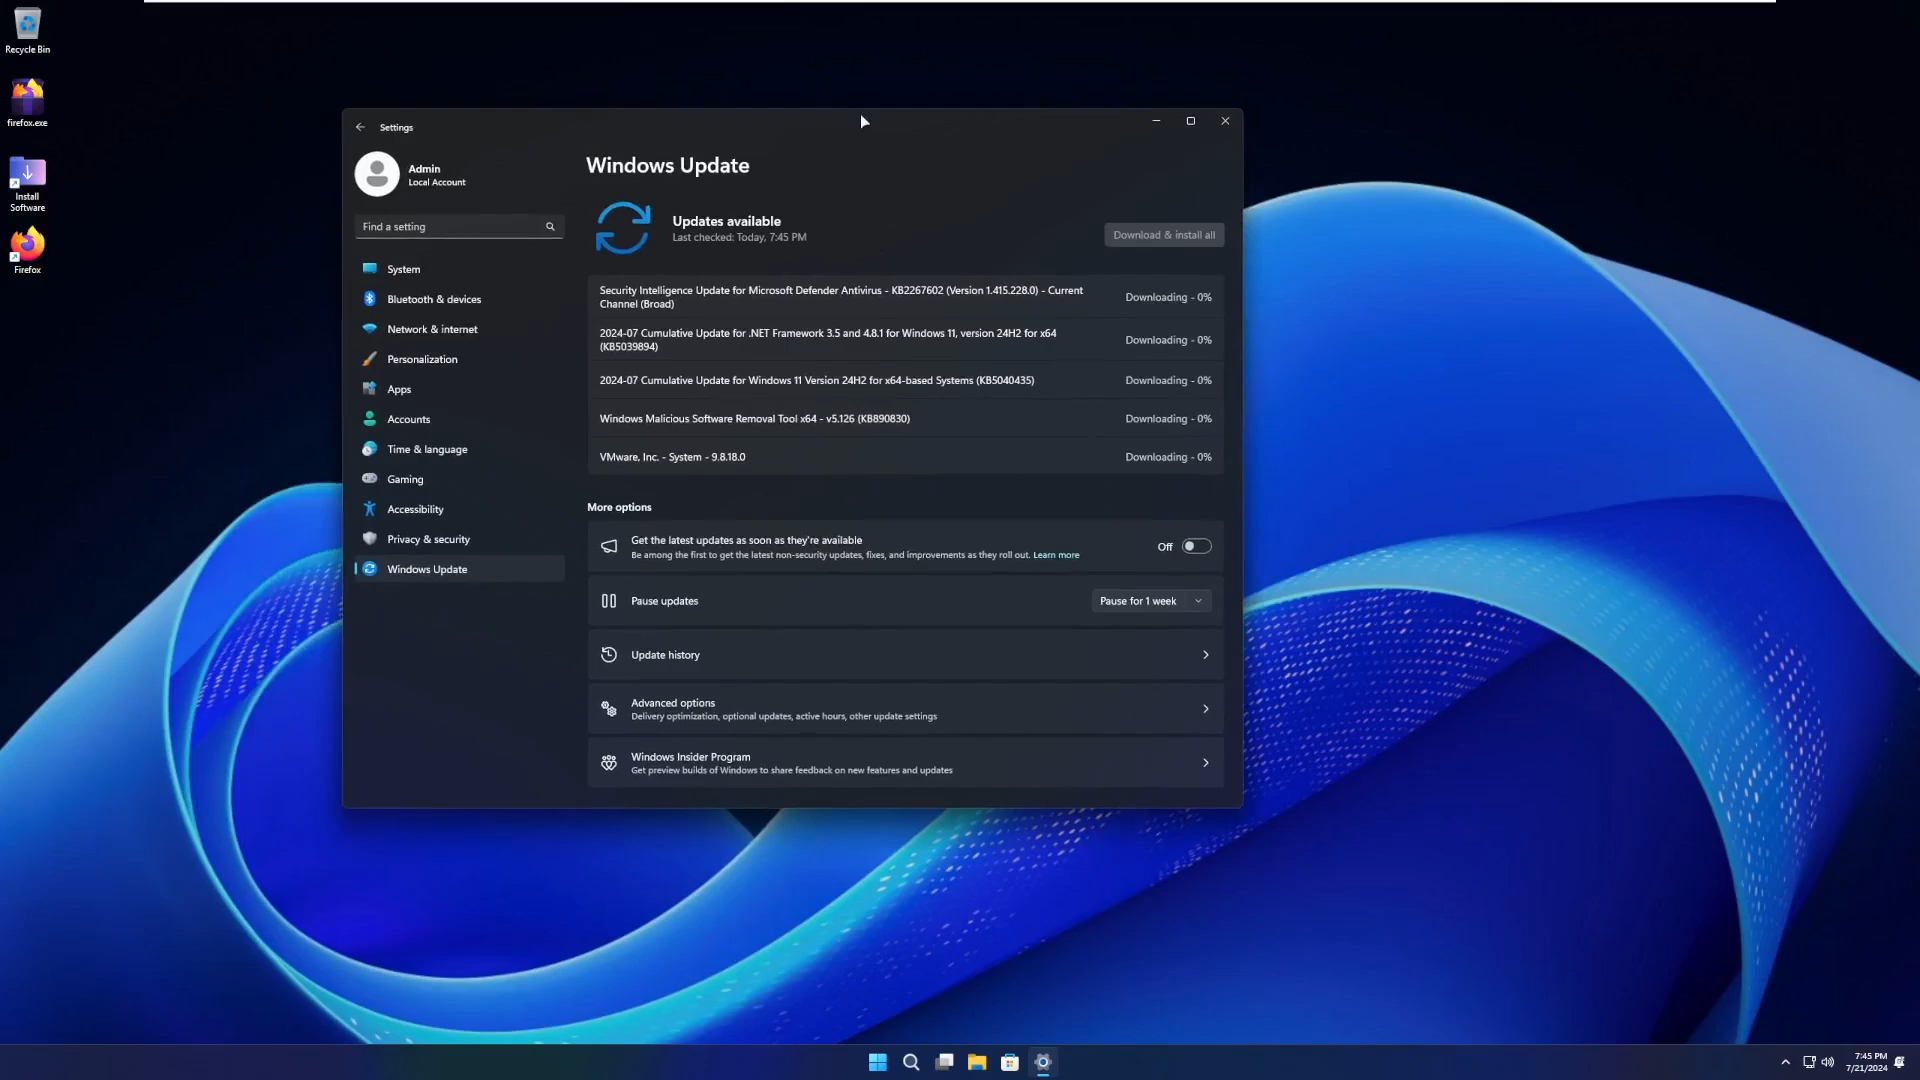 Recycle Bin
firefox.exe
Install
Software
Firefox
Settings
Admin
Local Account
Find a setting
System
Bluetooth & devices
Network & internet
Personalization
Apps
Accounts
Time & language
Gaming
Accessibility
Privacy & security
Windows Update
Windows Update
Updates available
Last checked: Today, 7:45 PM
Download & install all
Security Intelligence Update for Microsoft Defender Antivirus - KB2267602 (Version 1.415.228.0) - Current
Channel (Broad)
Downloading - 0%
2024-07 Cumulative Update for .NET Framework 3.5 and 4.8.1 for Windows 11, version 24H2 for x64
(KB5039894)
Downloading - 0%
2024-07 Cumulative Update for Windows 11 Version 24H2 for x64-based Systems (KB5040435)
Downloading - 0%
Windows Malicious Software Removal Tool x64 - v5.126 (KB890830)
Downloading - 0%
VMware, Inc. - System - 9.8.18.0
Downloading - 0%
More options
Get the latest updates as soon as they're available
Be among the first to get the latest non-security updates, fixes, and improvements as they roll out. Learn more
Off
Pause updates
Pause for 1 week
Update history
Advanced options
Delivery optimization, optional updates, active hours, other update settings
Windows Insider Program
Get preview builds of Windows to share feedback on new features and updates
7:45 PM
7/21/2024